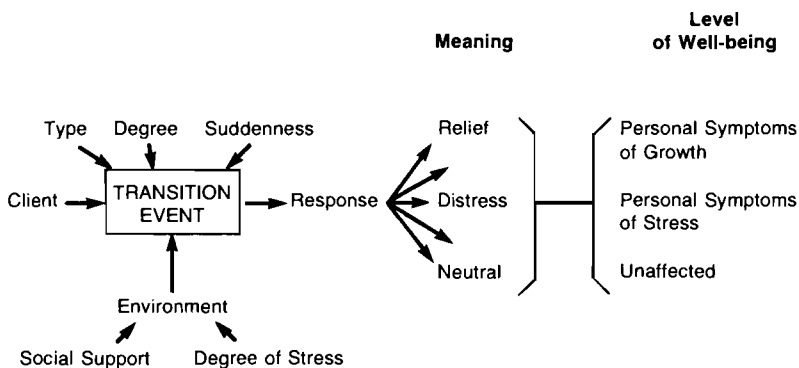 Meaning
Level
of Well-being
Type
Degree
Suddenness
Client
TRANSITION
EVENT
Response
Relief
Distress
Neutral
Personal Symptoms
of Growth
Personal Symptoms
of Stress
Unaffected
Environment
Social Support
Degree of Stress